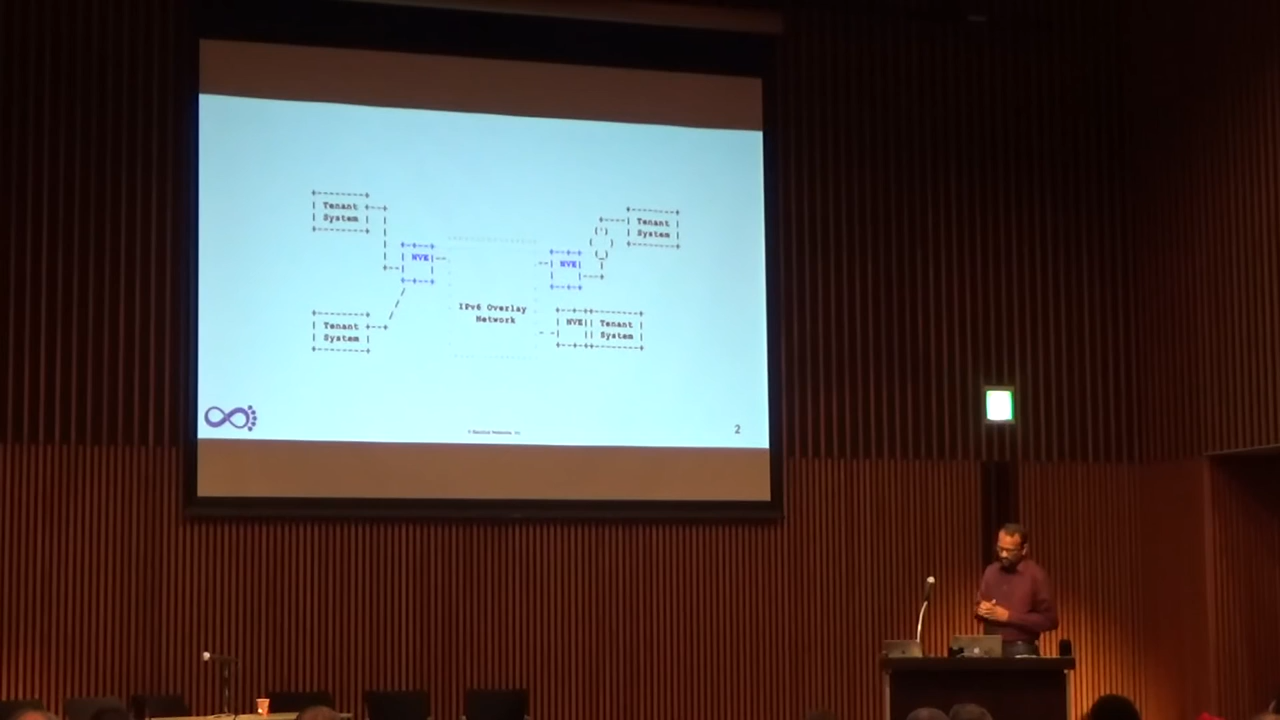 Tenant
System
Tenant
System
NVE
NVE
IPv6 Overlay
Network
NVE
Tenant
System
Tenant
System
2